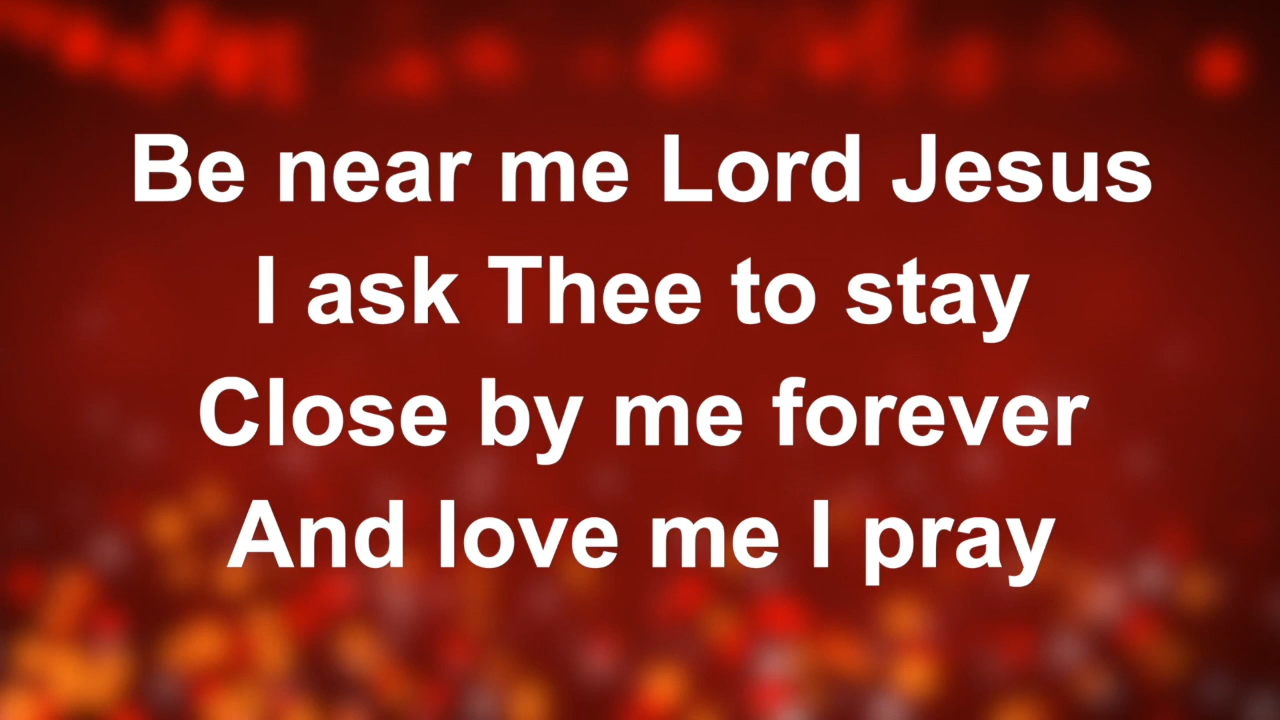 Be near me Lord Jesus
I ask Thee to stay
Close by me forever
And love me I pray